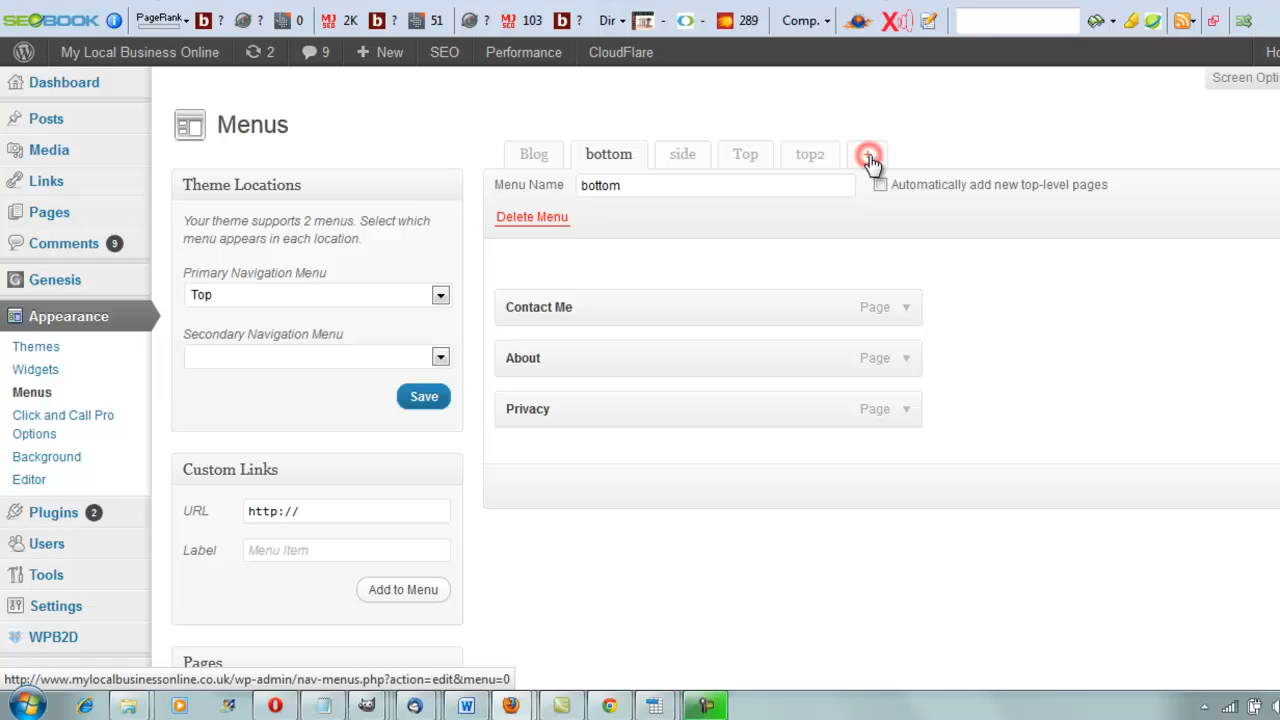 SEOBOOK PageRank ? ? 0 2K ? 51 ? 103 ? Dir - - 289 Comp.
My Local Business Online 2 9 + New SEO Performance CloudFlare
Screen Opti
Dashboard
Posts
Media
Links
Pages
Comments 9
Genesis
Appearance
Themes
Widgets
Menus
Click and Call Pro
Options
Background
Editor
Plugins 2
Users
Tools
Settings
WPB2D
Menus
Blog bottom side Top top2
Theme Locations
Your theme supports 2 menus. Select which
menu appears in each location.
Primary Navigation Menu
Top
Secondary Navigation Menu
Save
Custom Links
URL http://
Label Menu Item
Add to Menu
Pages
Menu Name bottom Automatically add new top-level pages
Delete Menu
Contact Me Page
About Page
Privacy Page
http://www.mylocalbusinessonline.co.uk/wp-admin/nav-menus.php?action=edit&menu=0